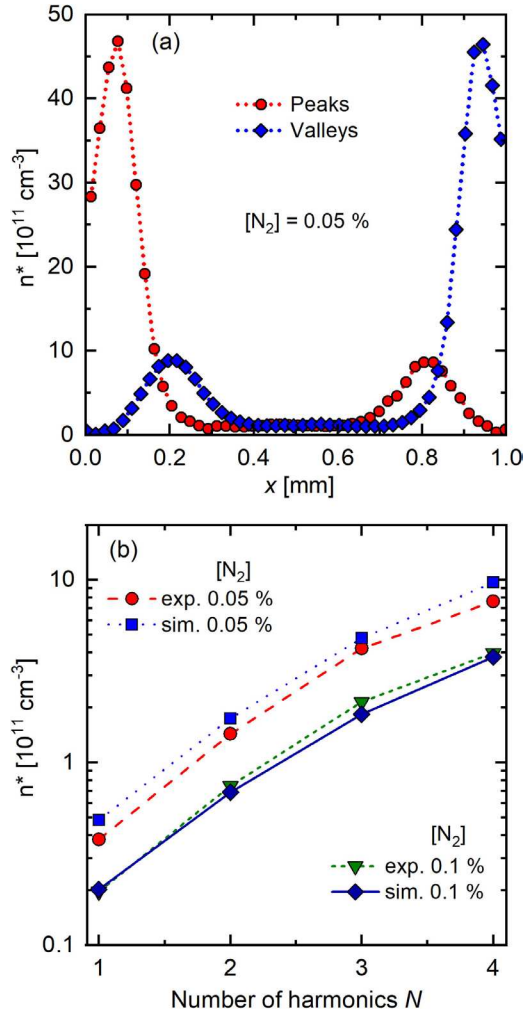 50
(a)
40
Peaks
Valleys
30
n* [10¹¹ cm⁻³]
[N₂] = 0.05 %
20
10
0
0.0 0.2 0.4 0.6 0.8 1.0
x [mm]
(b)
[N₂]
10
exp. 0.05 %
sim. 0.05 %
n* [10¹¹ cm⁻³]
1
[N₂]
exp. 0.1 %
sim. 0.1 %
0.1
1 2 3 4
Number of harmonics N